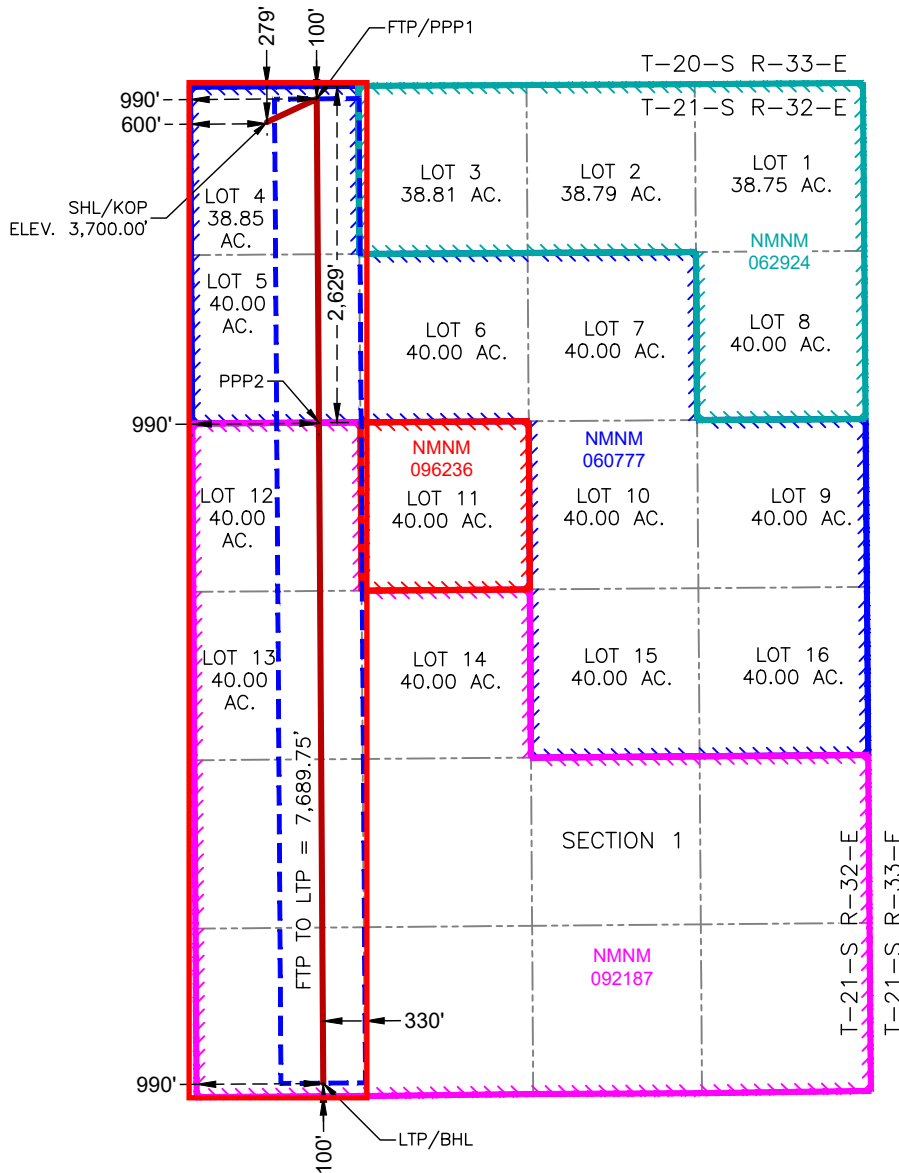 279'
100'
FTP/PPP1
T-20-S R-33-E
T-21-S R-32-E
990'
600'
SHL/KOP
ELEV. 3,700.00'
LOT 4
38.85
AC.
LOT 3
38.81 AC.
LOT 2
38.79 AC.
LOT 1
38.75 AC.
NMNM
062924
LOT 5
40.00
AC.
2,629'
LOT 6
40.00 AC.
LOT 7
40.00 AC.
LOT 8
40.00 AC.
PPP2
990'
NMNM
096236
NMNM
060777
LOT 12
40.00
AC.
LOT 11
40.00 AC.
LOT 10
40.00 AC.
LOT 9
40.00 AC.
LOT 13
40.00
AC.
LOT 14
40.00 AC.
LOT 15
40.00 AC.
LOT 16
40.00 AC.
FTP TO LTP = 7,689.75'
SECTION 1
T-21-S R-32-E
T-21-S R-33-E
NMNM
092187
330'
990'
100'
LTP/BHL